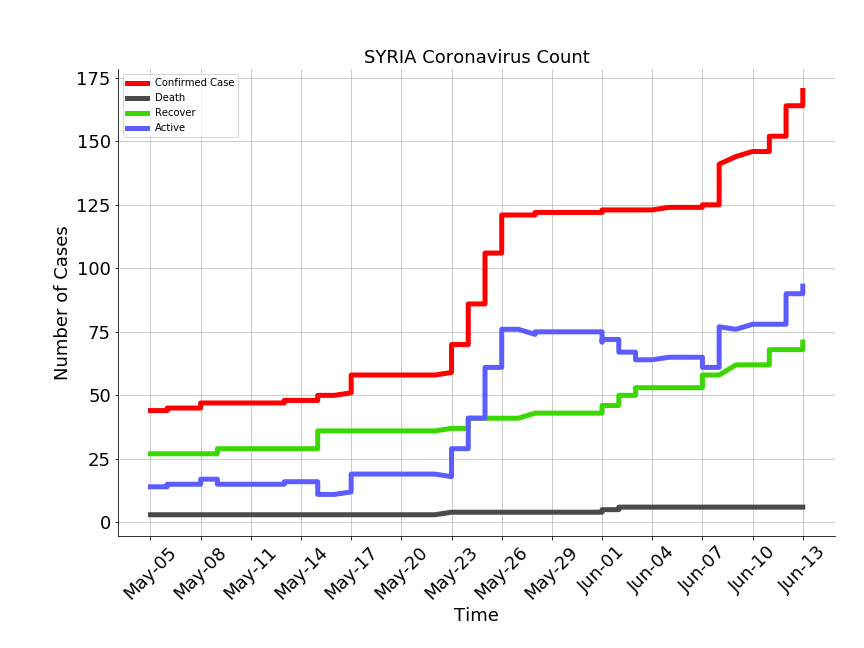 SYRIA Coronavirus Count
Confirmed Case
Death
Recover
Active
175
150
125
100
75
50
25
0
Number of Cases
May-05
May-08
May-11
May-14
May-17
May-20
May-23
May-26
May-29
Jun-01
Jun-04
Jun-07
Jun-10
Jun-13
Time